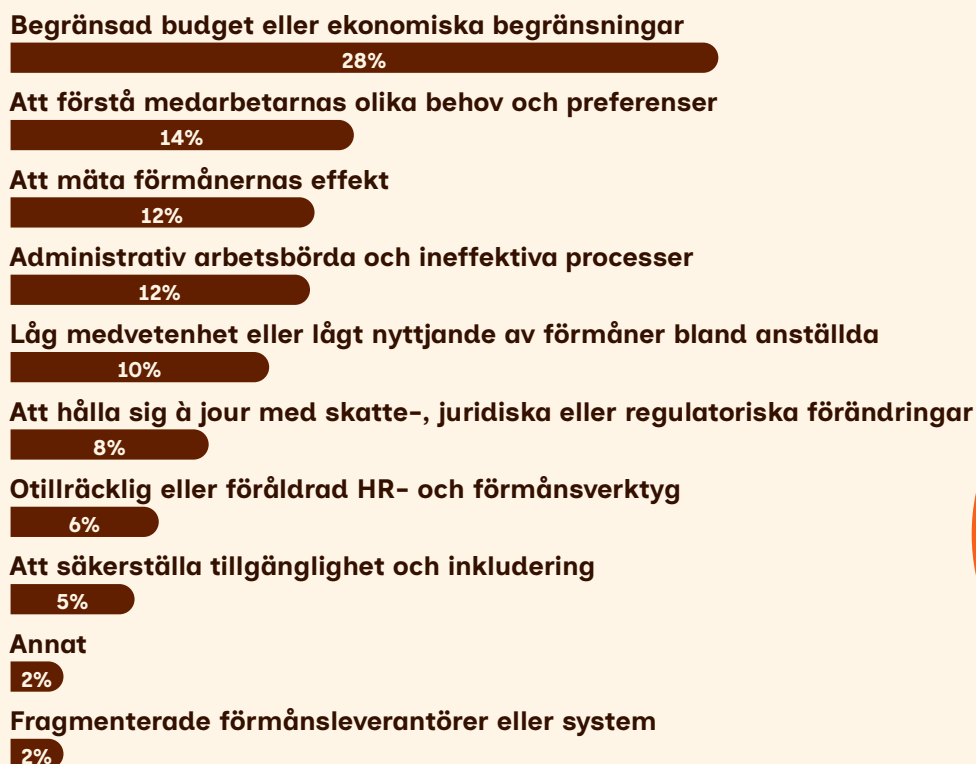 Begränsad budget eller ekonomiska begränsningar
28%
Att förstå medarbetarnas olika behov och preferenser
14%
Att mäta förmånernas effekt
12%
Administrativ arbetsbörda och ineffektiva processer
12%
Låg medvetenhet eller lågt nyttjande av förmåner bland anställda
10%
Att hålla sig à jour med skatte-, juridiska eller regulatoriska förändringar
8%
Otillräcklig eller föråldrad HR- och förmånsverktyg
6%
Att säkerställa tillgänglighet och inkludering
5%
Annat
2%
Fragmenterade förmånsleverantörer eller system
2%